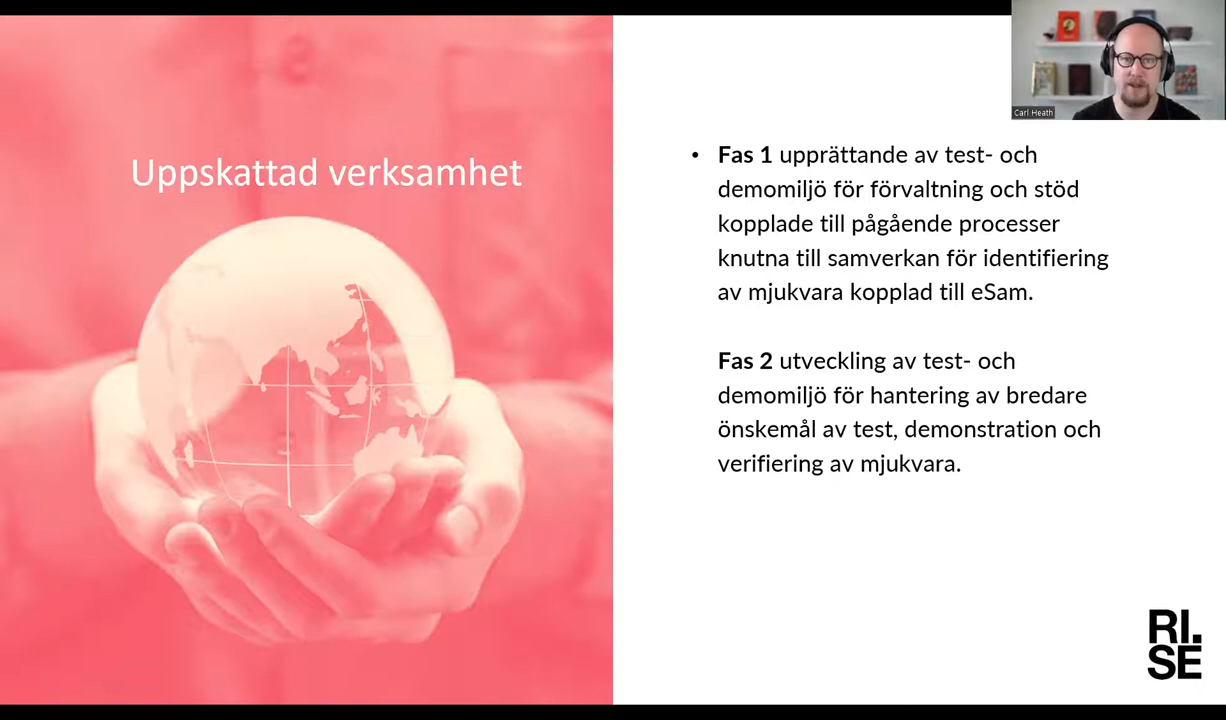 Carl Heath
Uppskattad verksamhet
• Fas 1 upprättande av test- och
demomiljö för förvaltning och stöd
kopplade till pågående processer
knutna till samverkan för identifiering
av mjukvara kopplad till eSam.
Fas 2 utveckling av test- och
demomiljö för hantering av bredare
önskemål av test, demonstration och
verifiering av mjukvara.
RI.
SE